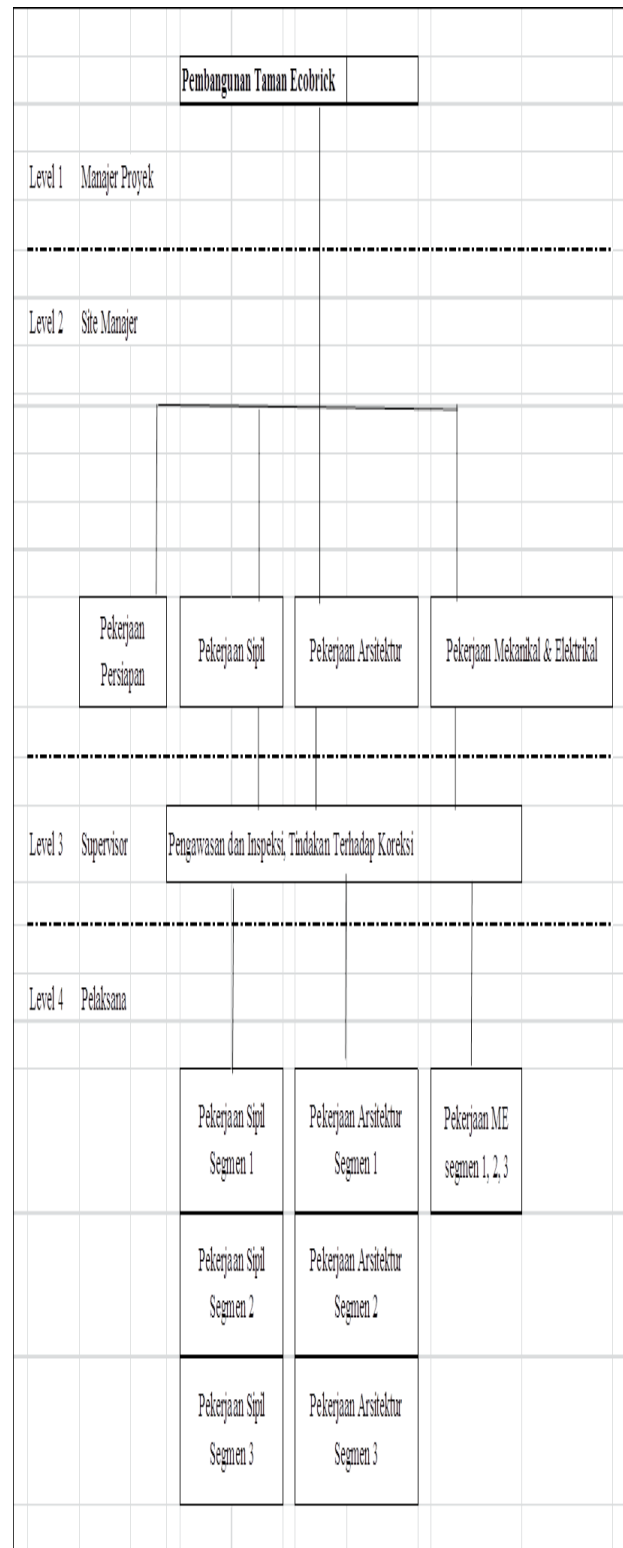 Pembangunan Taman Ecobrick
Level 1 Manajer Proyek
Level 2 Site Manajer
Pekerjaan
Persiapan
Pekerjaan Sipil
Pekerjaan Arsitektur
Pekerjaan Mekanikal & Elektrikal
Level 3 Supervisor
Pengawasan dan Inspeksi, Tindakan Terhadap Koreksi
Level 4 Pelaksana
Pekerjaan Sipil
Segmen 1
Pekerjaan Arsitektur
Segmen 1
Pekerjaan ME
segmen 1, 2, 3
Pekerjaan Sipil
Segmen 2
Pekerjaan Arsitektur
Segmen 2
Pekerjaan Sipil
Segmen 3
Pekerjaan Arsitektur
Segmen 3